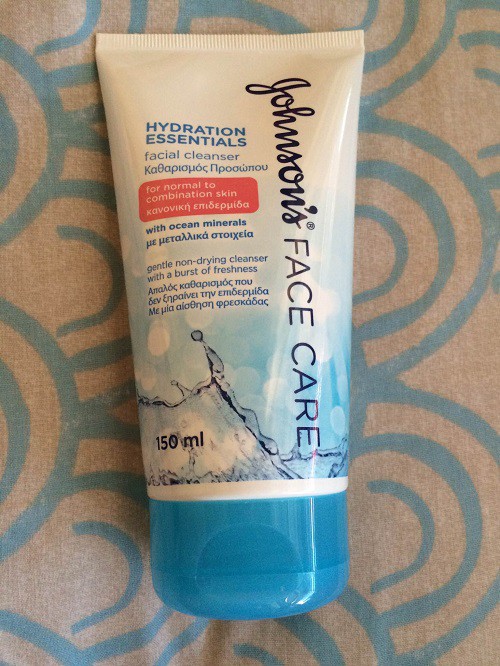 Johnson's® FACE CARE
HYDRATION
ESSENTIALS
facial cleanser
Καθαρισμός Προσώπου
for normal to
combination skin
κανονική επιδερμίδα
with ocean minerals
με μεταλλικά στοιχεία
gentle non-drying cleanser
with a burst of freshness
Απαλός καθαρισμός που
δεν ξηραίνει την επιδερμίδα
Με μία αίσθηση φρεσκάδας
150 ml